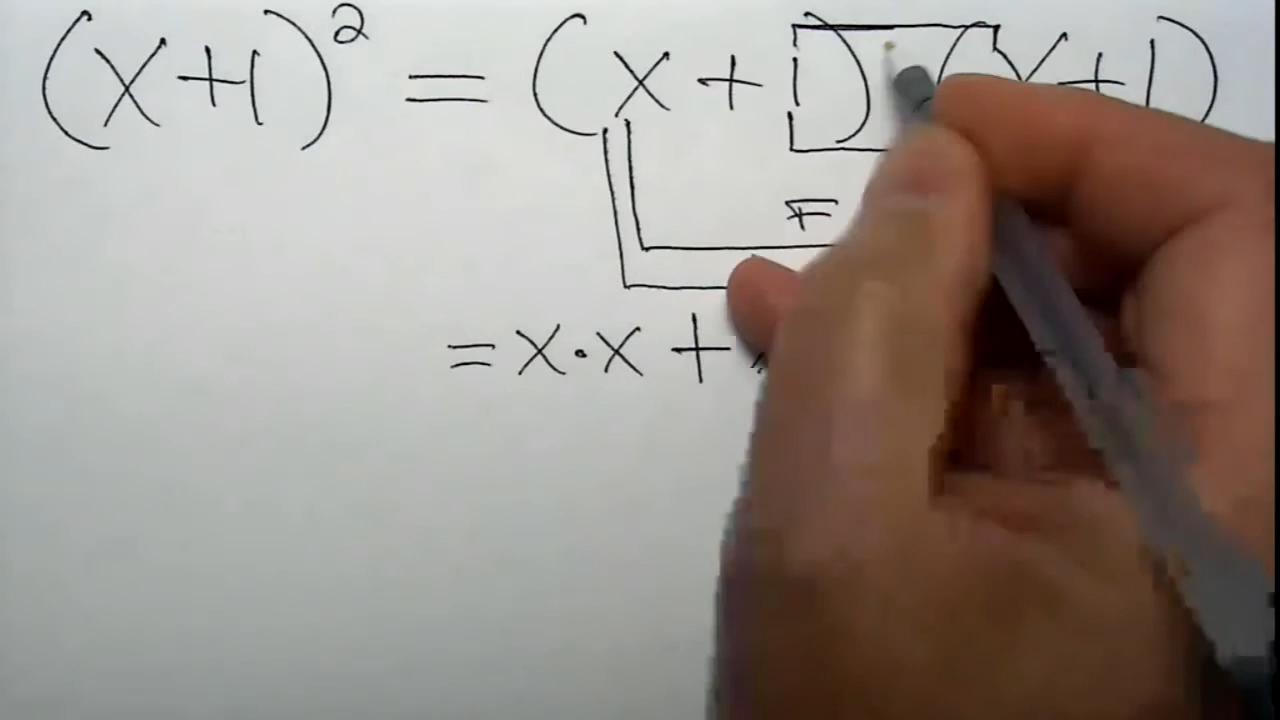 (x+1)² = (x+1)(x+1)
F
= x·x +